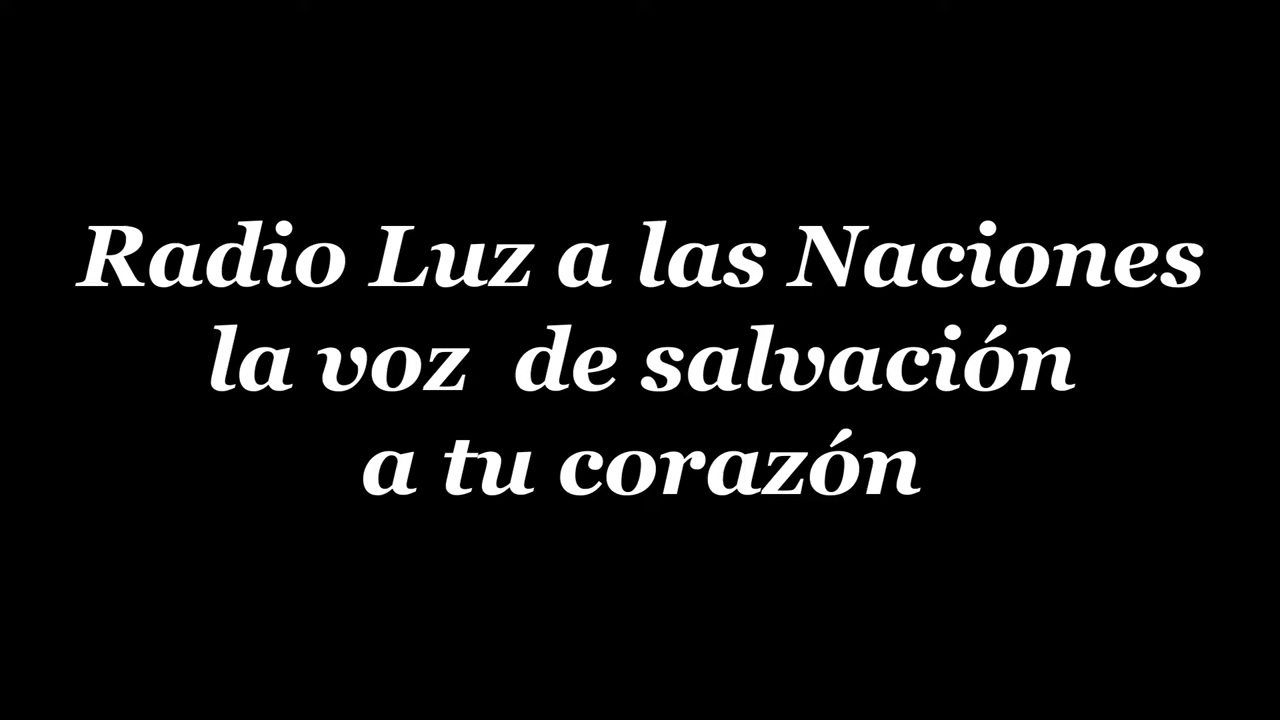 Radio Luz a las Naciones
la voz  de salvación
a tu corazón